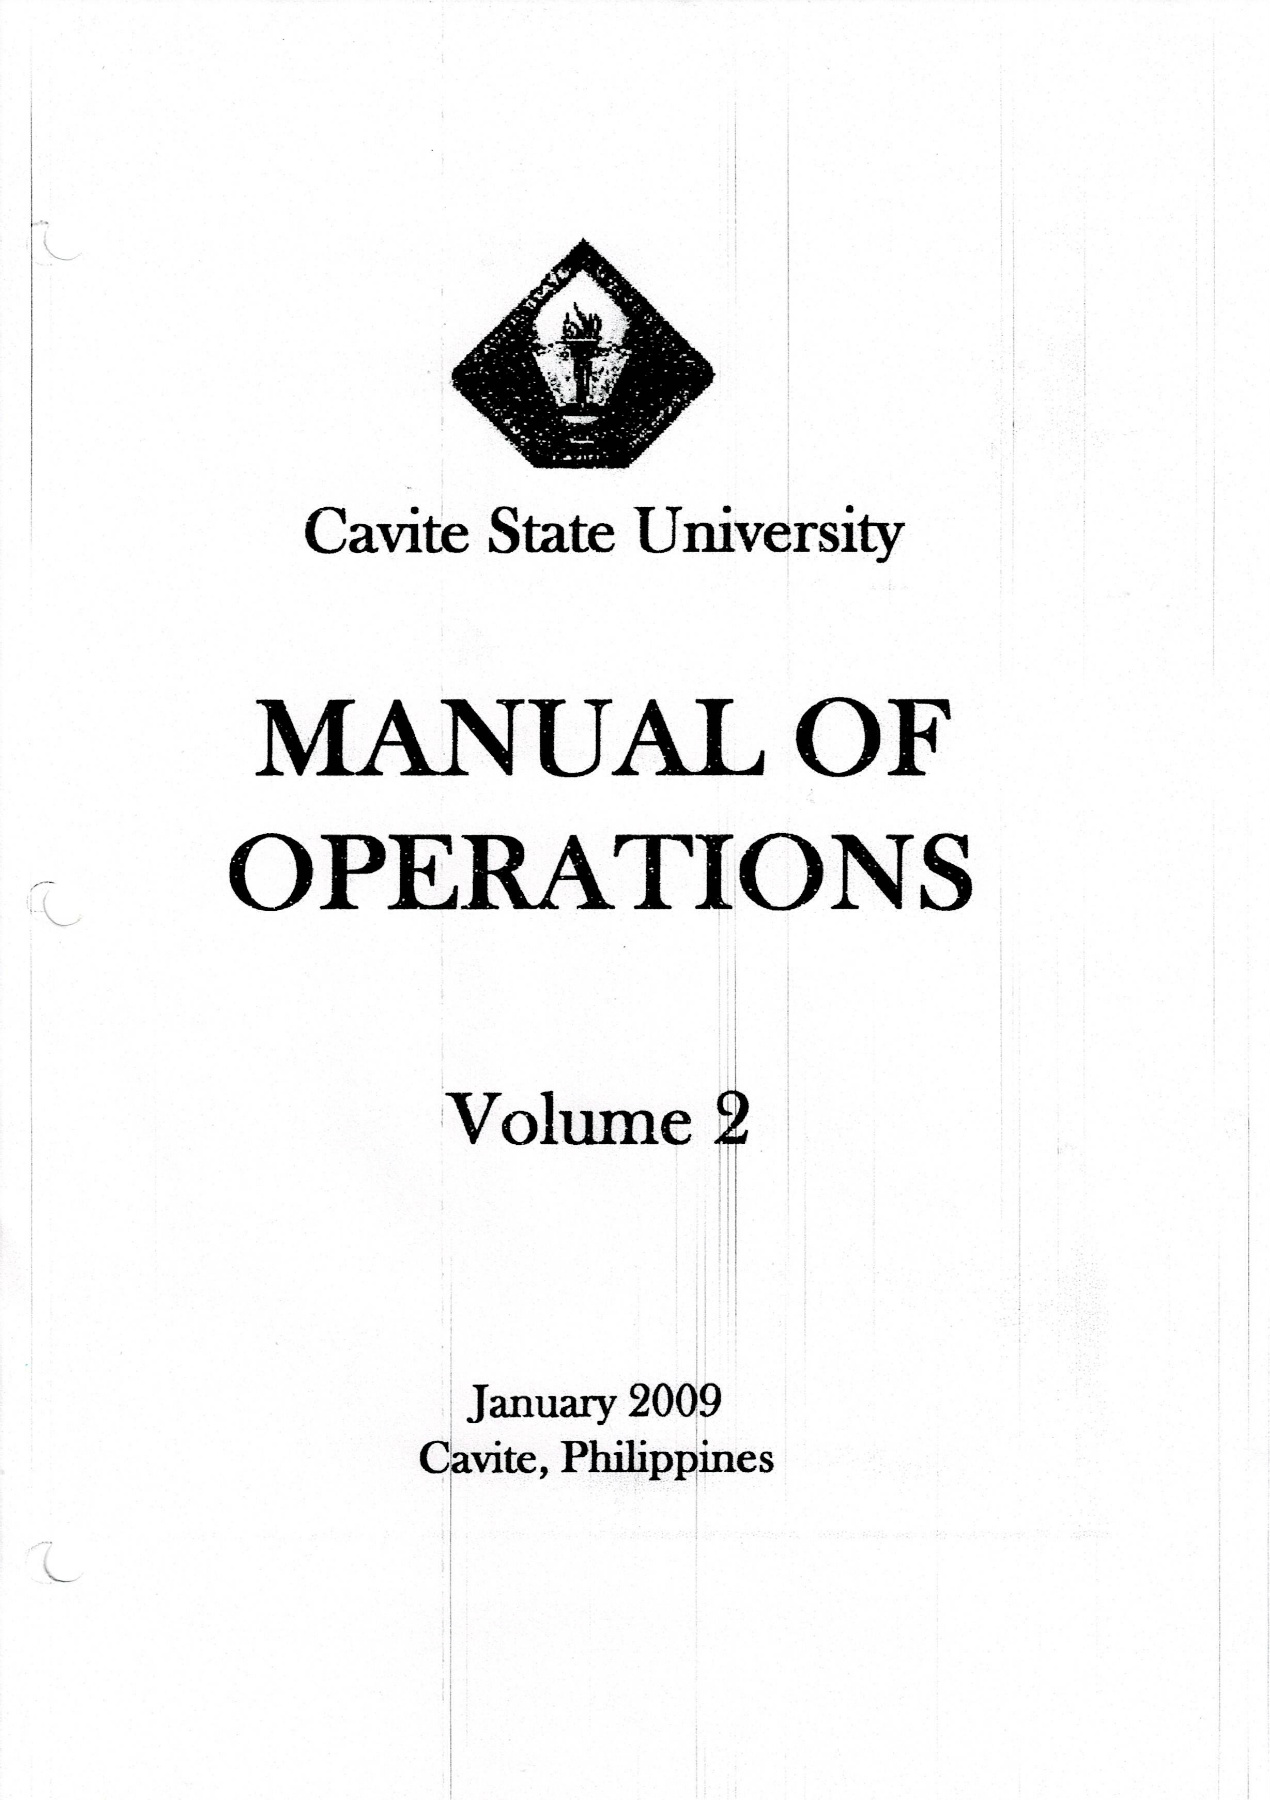 Cavite State University
MANUAL OF
OPERATIONS
Volume 2
January 2009
Cavite, Philippines